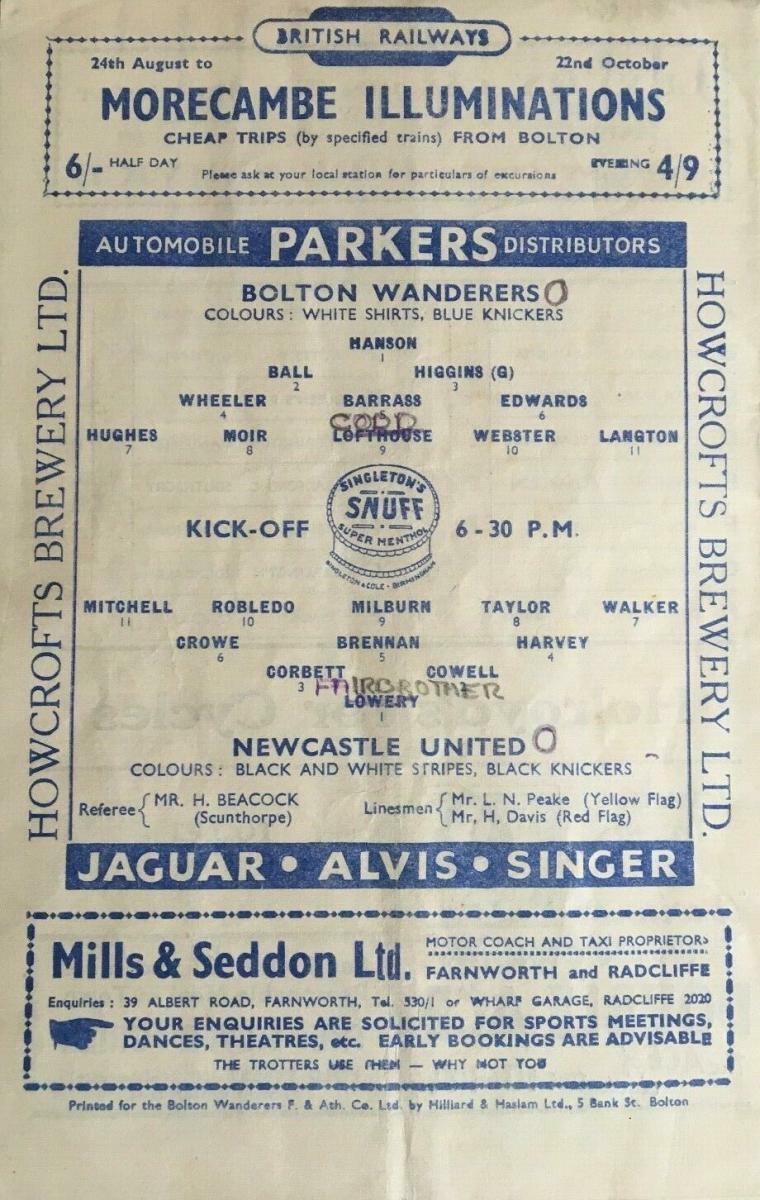 BRITISH RAILWAYS
24th August to 22nd October
MORECAMBE ILLUMINATIONS
CHEAP TRIPS (by specified trains) FROM BOLTON
6/- HALF DAY EVENING 4/9
Please ask at your local station for particulars of excursions
AUTOMOBILE PARKERS DISTRIBUTORS
HOWCROFTS BREWERY LTD.
HOWCROFTS BREWERY LTD.
BOLTON WANDERERS 0
COLOURS : WHITE SHIRTS, BLUE KNICKERS
HANSON
1
BALL HIGGINS (G)
2 3
WHEELER BARRASS EDWARDS
4 5 6
CODD
HUGHES MOIR LOFTHOUSE WEBSTER LANGTON
7 8 9 10 11
SINGLETON'S
SNUFF
SUPER MENTHOL
SINGLETON & COLE - BIRMINGHAM
KICK-OFF 6-30 P.M.
MITCHELL ROBLEDO MILBURN TAYLOR WALKER
11 10 9 8 7
CROWE BRENNAN HARVEY
6 5 4
CORBETT COWELL
3
FAIRBROTHER
LOWERY
1
NEWCASTLE UNITED 0
COLOURS : BLACK AND WHITE STRIPES, BLACK KNICKERS
Referee { MR. H. BEACOCK (Scunthorpe)
Linesmen { Mr. L. N. Peake (Yellow Flag)
Mr, H, Davis (Red Flag)
JAGUAR • ALVIS • SINGER
Mills & Seddon Ltd. MOTOR COACH AND TAXI PROPRIETORS
FARNWORTH and RADCLIFFE
Enquiries : 39 ALBERT ROAD, FARNWORTH, Tel. 530/1 or WHARF GARAGE, RADCLIFFE 2020
YOUR ENQUIRIES ARE SOLICITED FOR SPORTS MEETINGS,
DANCES, THEATRES, etc. EARLY BOOKINGS ARE ADVISABLE
THE TROTTERS USE THEM — WHY NOT YOU
Printed for the Bolton Wanderers F. & Ath. Co. Ltd. by Hilliard & Haslam Ltd., 5 Bank St. Bolton